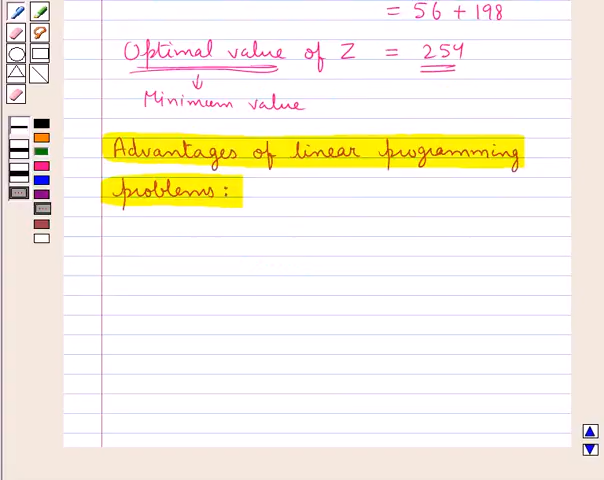 = 56 + 198
Optimal value of Z = 254
Minimum value
Advantages of linear programming
problems: